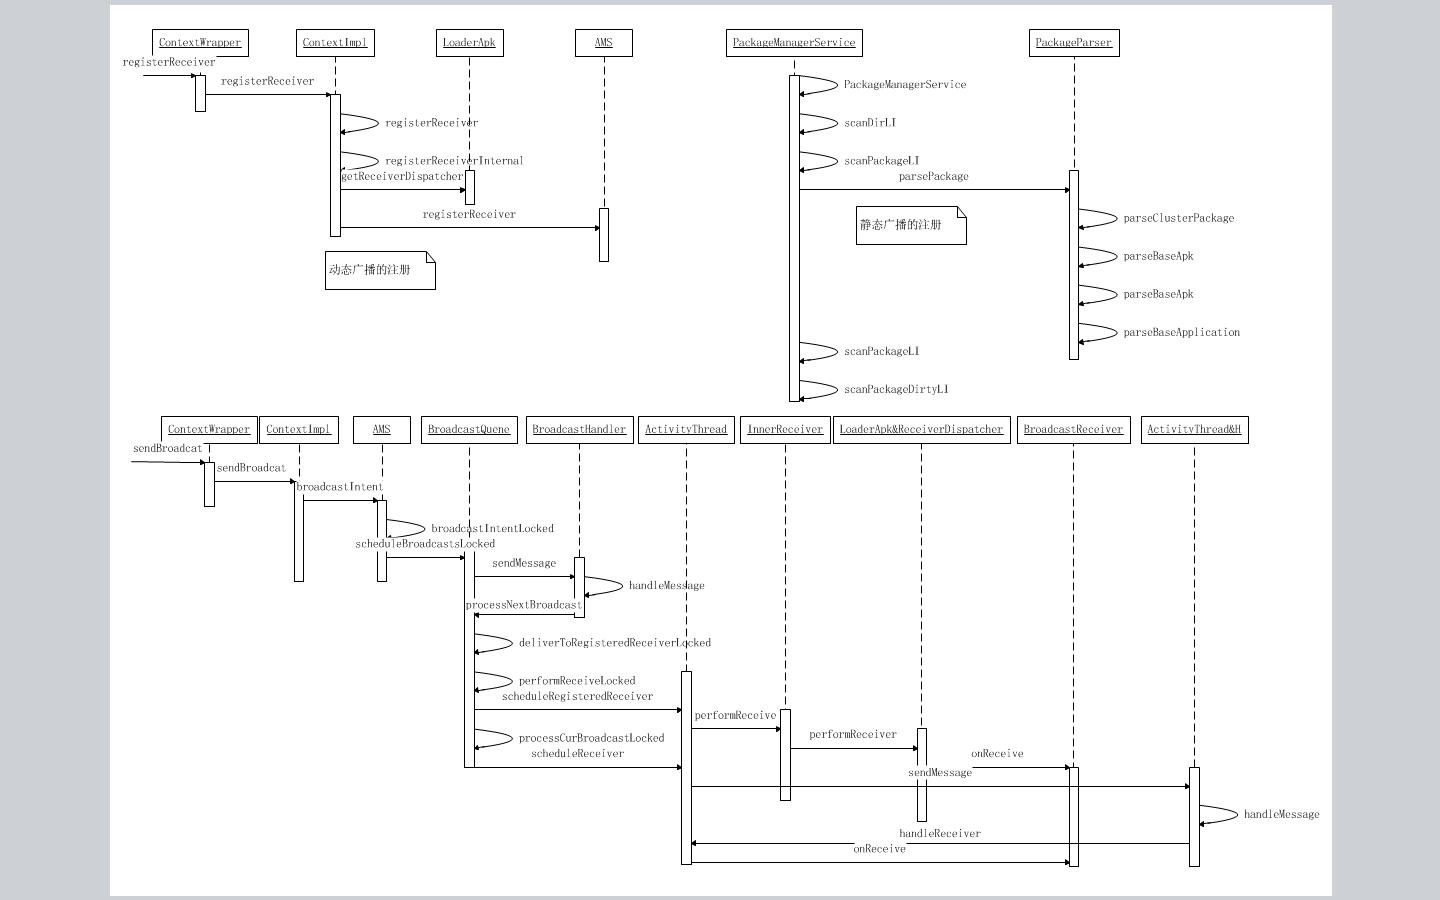 ContextWrapper
ContextImpl
LoaderApk
AMS
registerReceiver
registerReceiver
registerReceiver
registerReceiverInternal
getReceiverDispatcher
registerReceiver
动态广播的注册
PackageManagerService
PackageParser
PackageManagerService
scanDirLI
scanPackageLI
parsePackage
静态广播的注册
parseClusterPackage
parseBaseApk
parseBaseApk
parseBaseApplication
scanPackageLI
scanPackageDirtyLI
ContextWrapper
ContextImpl
AMS
BroadcastQuene
BroadcastHandler
ActivityThread
InnerReceiver
LoaderApk&ReceiverDispatcher
BroadcastReceiver
ActivityThread&H
sendBroadcat
sendBroadcat
broadcastIntent
broadcastIntentLocked
scheduleBroadcastsLocked
sendMessage
handleMessage
processNextBroadcast
deliverToRegisteredReceiverLocked
performReceiveLocked
scheduleRegisteredReceiver
performReceive
performReceiver
processCurBroadcastLocked
scheduleReceiver
onReceive
sendMessage
handleMessage
handleReceiver
onReceive